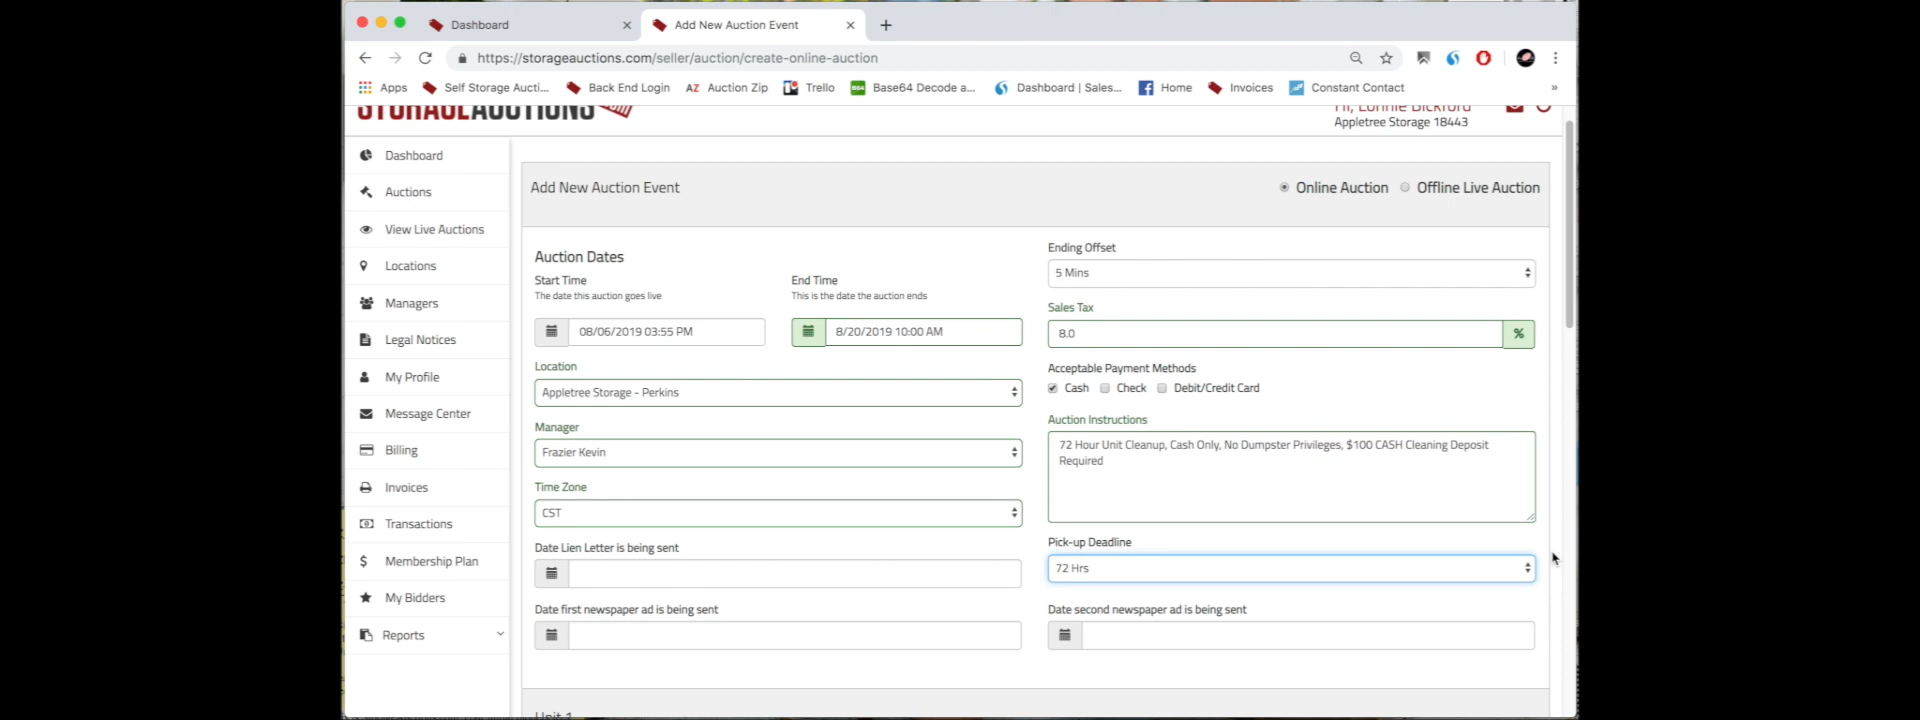 Dashboard
Add New Auction Event
https://storageauctions.com/seller/auction/create-online-auction
Apps
Self Storage Aucti...
Back End Login
AZ Auction Zip
Trello
Base64 Decode a...
Dashboard | Sales...
Home
Invoices
Constant Contact
»
STORAGEAUCTIONS
Hi, Lonnie Bickford
Appletree Storage 18443
Dashboard
Auctions
View Live Auctions
Locations
Managers
Legal Notices
My Profile
Message Center
Billing
Invoices
Transactions
Membership Plan
My Bidders
Reports
Add New Auction Event
Online Auction
Offline Live Auction
Auction Dates
Start Time
The date this auction goes live
08/06/2019 03:55 PM
End Time
This is the date the auction ends
8/20/2019 10:00 AM
Location
Appletree Storage - Perkins
Manager
Frazier Kevin
Time Zone
CST
Date Lien Letter is being sent
Date first newspaper ad is being sent
Ending Offset
5 Mins
Sales Tax
8.0
%
Acceptable Payment Methods
Cash
Check
Debit/Credit Card
Auction Instructions
72 Hour Unit Cleanup, Cash Only, No Dumpster Privileges, $100 CASH Cleaning Deposit
Required
Pick-up Deadline
72 Hrs
Date second newspaper ad is being sent
Unit 1